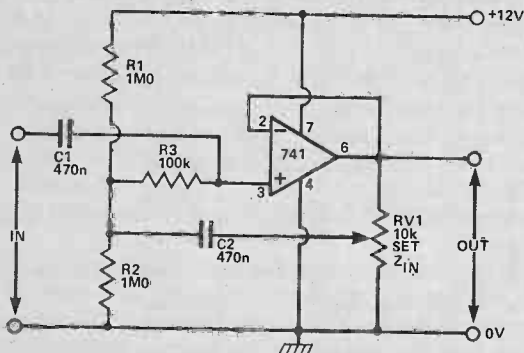 +12V
R1
1M0
2
7
741
6
3
4
C1
470n
R3
100k
IN
C2
470n
RV1
10k
SET
ZIN
OUT
R2
1M0
0V